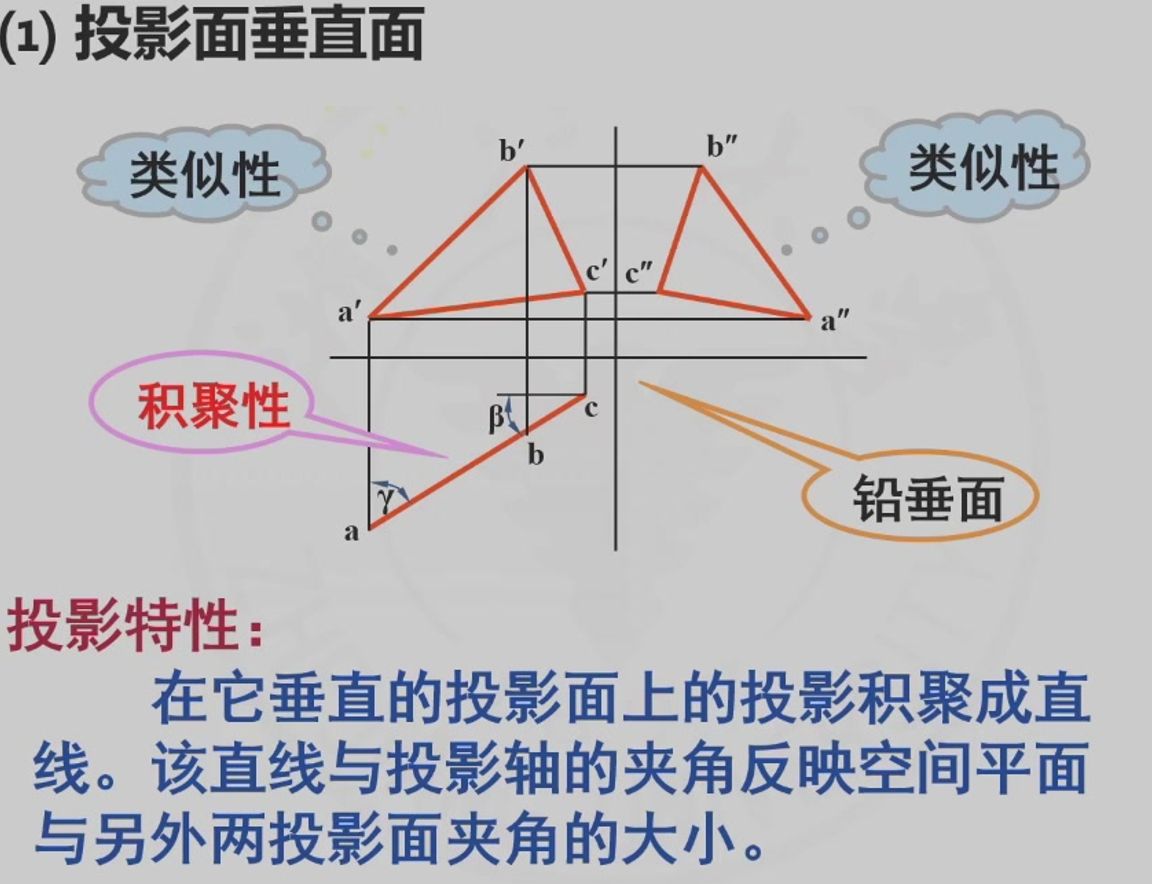 (1) 投影面垂直面
类似性
类似性
b′
b″
c′
c″
a′
a″
积聚性
β
c
b
γ
a
铅垂面
投影特性：
在它垂直的投影面上的投影积聚成直
线。该直线与投影轴的夹角反映空间平面
与另外两投影面夹角的大小。